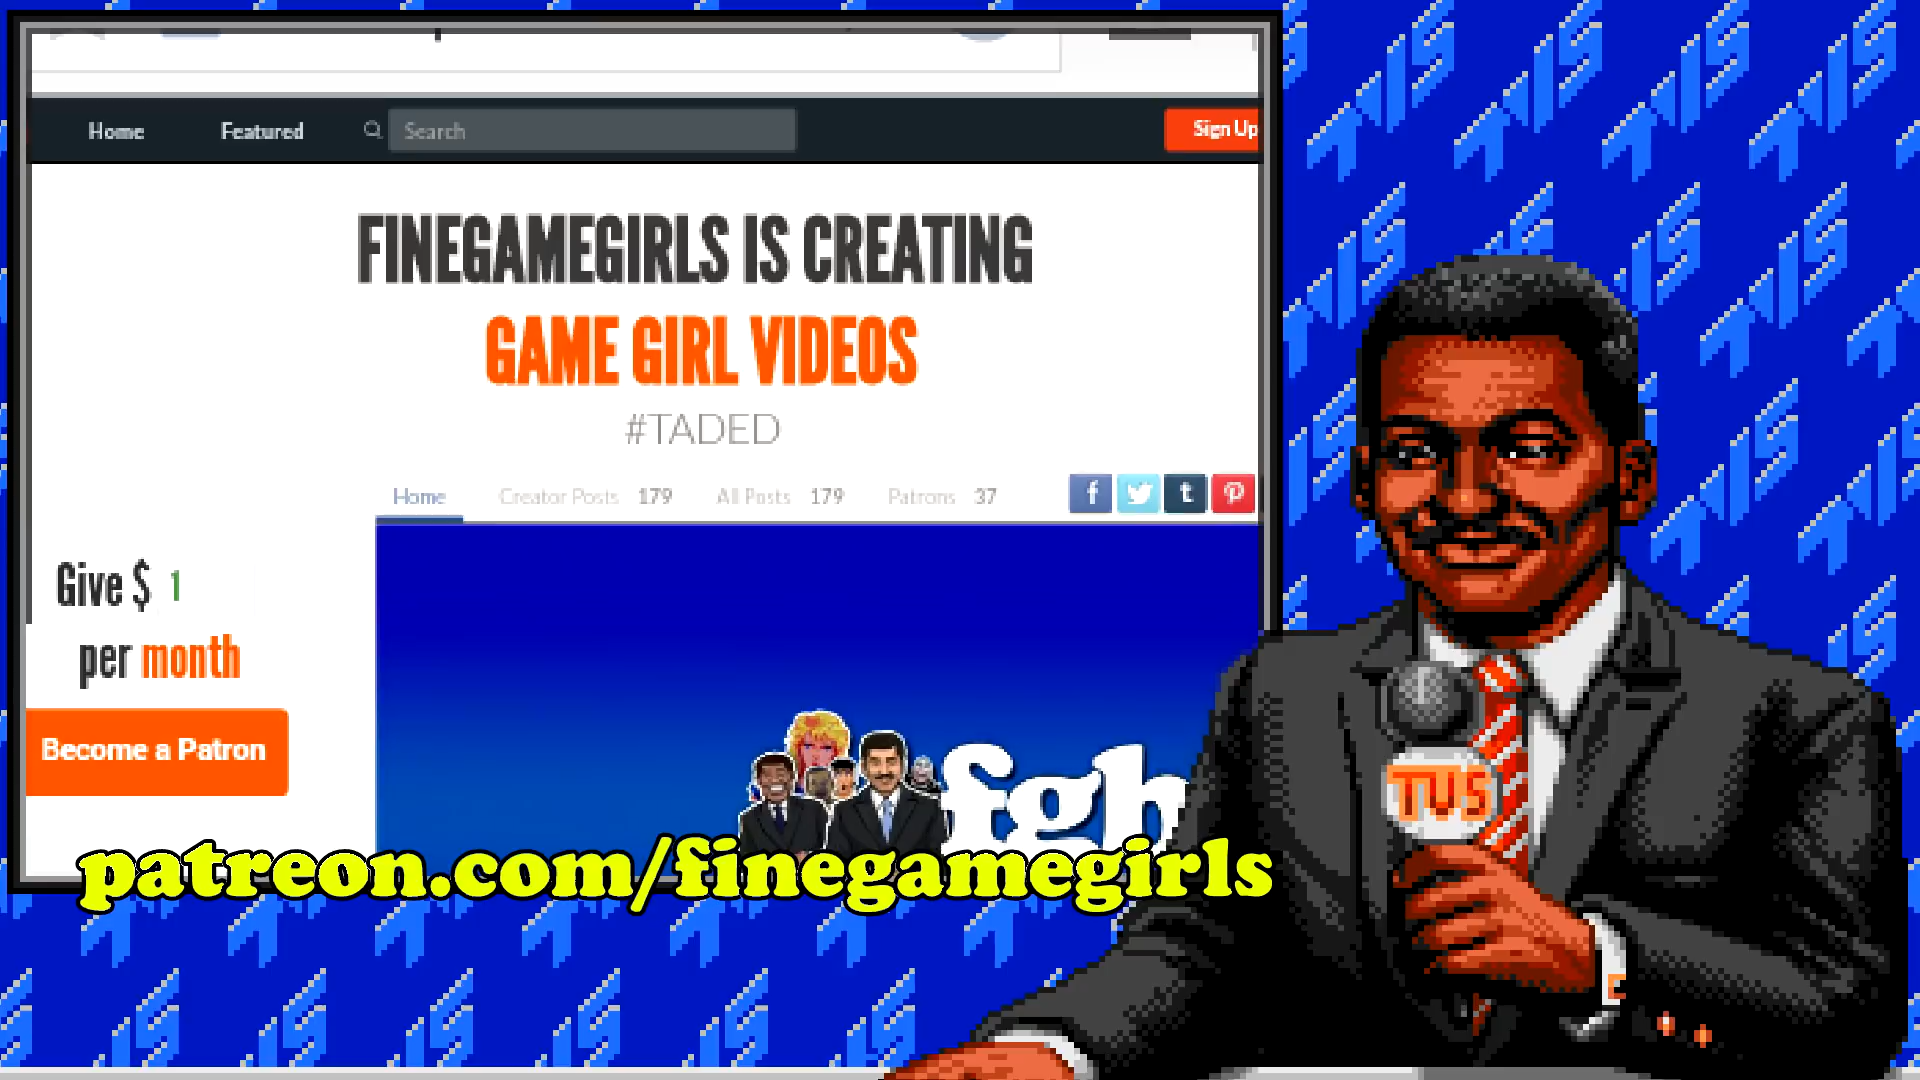 Home Featured Search Sign Up
FINEGAMEGIRLS IS CREATING
GAME GIRL VIDEOS
#TADED
Home Creator Posts 179 All Posts 179 Patrons 37
f t
Give $ 1
per month
Become a Patron
fgh
TVS
patreon.com/finegamegirls